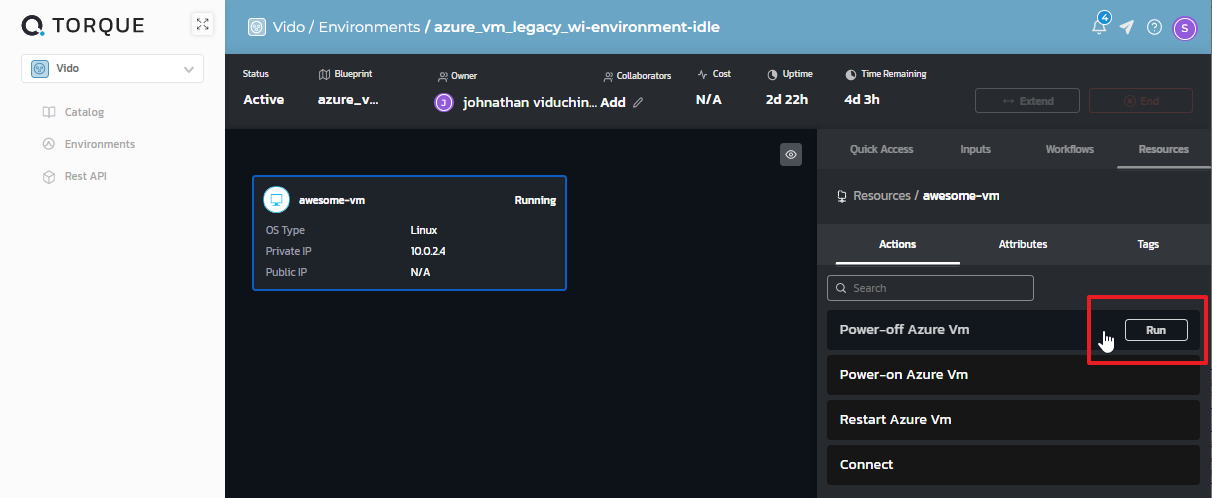 TORQUE
Vido
Catalog
Environments
Rest API
Vido / Environments / azure_vm_legacy_wi-environment-idle
4
S
Status
Blueprint
Owner
Collaborators
Cost
Uptime
Time Remaining
Active
azure_v...
J
johnathan viduchin...
Add
N/A
2d 22h
4d 3h
Extend
End
awesome-vm
Running
OS Type
Linux
Private IP
10.0.2.4
Public IP
N/A
Quick Access
Inputs
Workflows
Resources
Resources / awesome-vm
Actions
Attributes
Tags
Search
Power-off Azure Vm
Run
Power-on Azure Vm
Restart Azure Vm
Connect